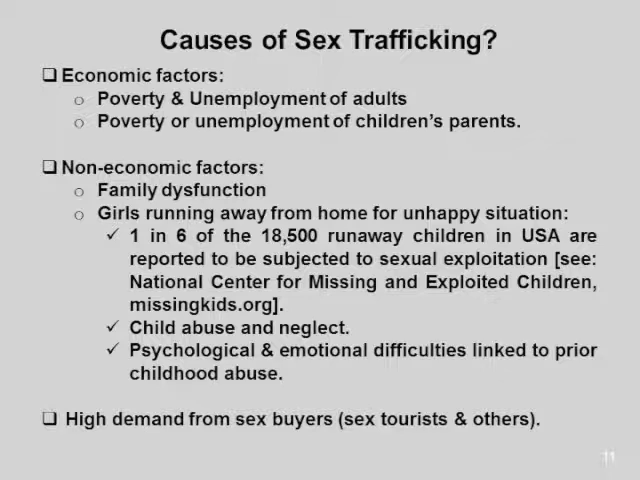 Causes of Sex Trafficking?
❑ Economic factors:
o Poverty & Unemployment of adults
o Poverty or unemployment of children's parents.
❑ Non-economic factors:
o Family dysfunction
o Girls running away from home for unhappy situation:
✓ 1 in 6 of the 18,500 runaway children in USA are
reported to be subjected to sexual exploitation [see:
National Center for Missing and Exploited Children,
missingkids.org].
✓ Child abuse and neglect.
✓ Psychological & emotional difficulties linked to prior
childhood abuse.
❑ High demand from sex buyers (sex tourists & others).
11